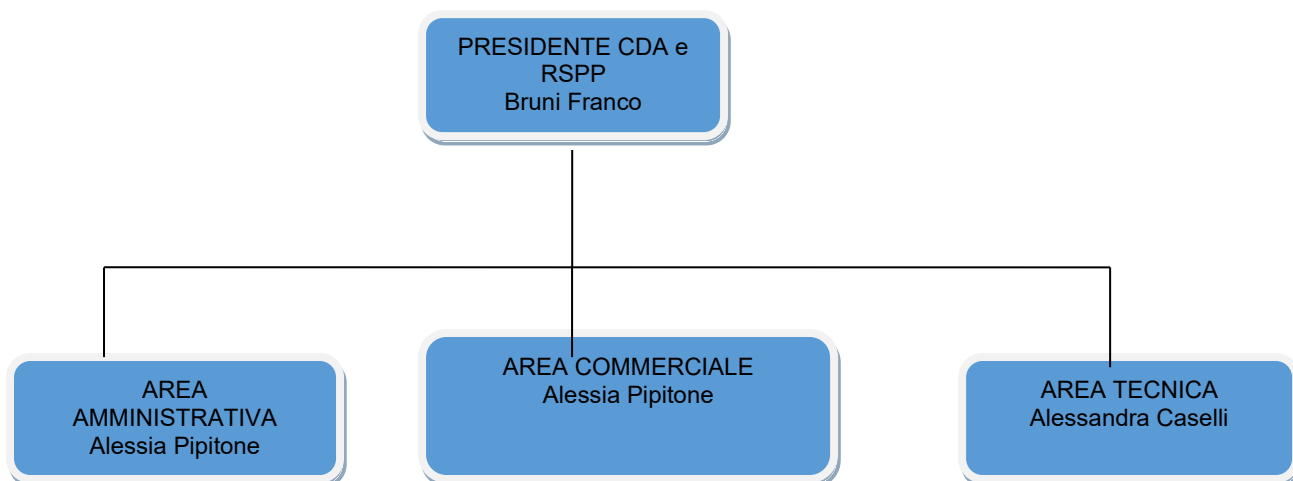 PRESIDENTE CDA e
RSPP
Bruni Franco
AREA
AMMINISTRATIVA
Alessia Pipitone
AREA COMMERCIALE
Alessia Pipitone
AREA TECNICA
Alessandra Caselli